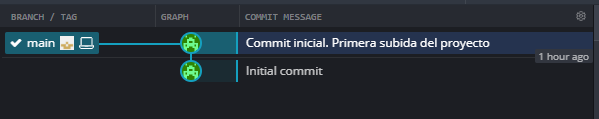 BRANCH / TAG GRAPH COMMIT MESSAGE
main Commit inicial. Primera subida del proyecto
1 hour ago
Initial commit